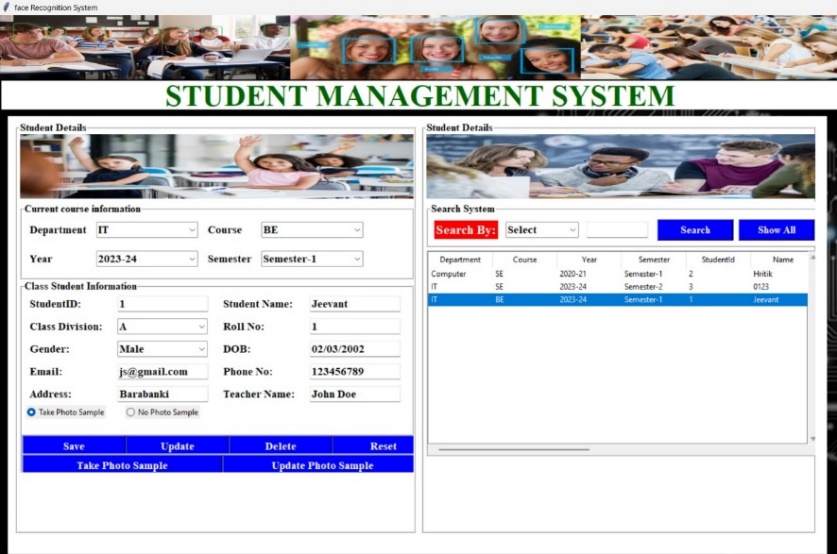 face Recognition System
STUDENT MANAGEMENT SYSTEM
Student Details
Current course information
Department IT Course BE
Year 2023-24 Semester Semester-1
Class Student Information
StudentID: 1 Student Name: Jeevant
Class Division: A Roll No: 1
Gender: Male DOB: 02/03/2002
Email: js@gmail.com Phone No: 123456789
Address: Barabanki Teacher Name: John Doe
Take Photo Sample No Photo Sample
Save Update Delete Reset
Take Photo Sample Update Photo Sample
Student Details
Search System
Search By: Select Search Show All
Department Course Year Semester StudentId Name
Computer SE 2020-21 Semester-1 2 Hritik
IT SE 2023-24 Semester-2 3 0123
IT BE 2023-24 Semester-1 1 Jeevant